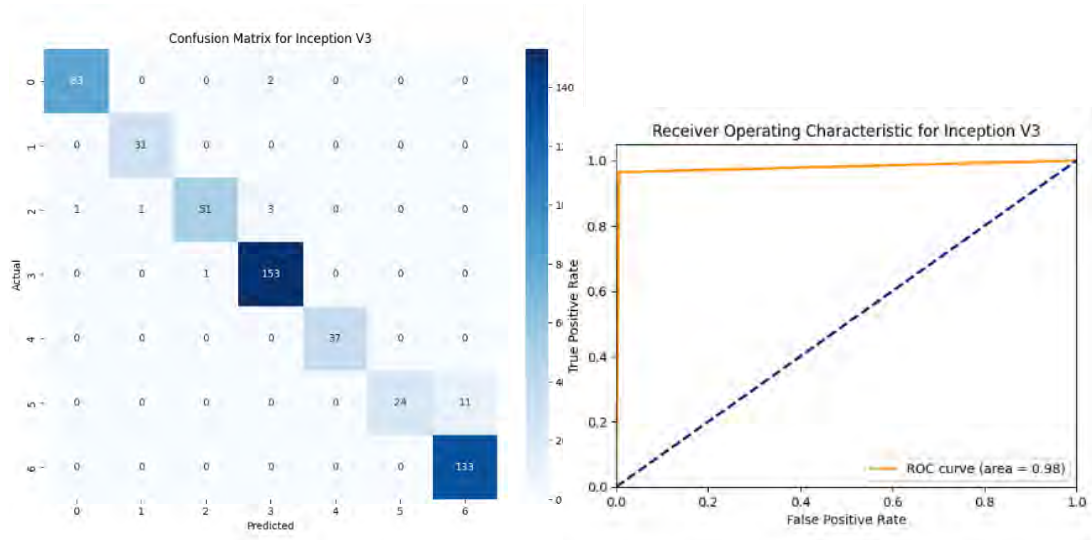 Confusion Matrix for Inception V3
0 83 0 0 2 0 0 0
1 0 31 0 0 0 0 0
2 1 1 51 3 0 0 0
3 0 0 1 153 0 0 0
4 0 0 0 0 37 0 0
5 0 0 0 0 0 24 11
6 0 0 0 0 0 0 133
0 1 2 3 4 5 6
Actual
Predicted
140
0
Receiver Operating Characteristic for Inception V3
1.0
0.8
0.6
0.4
0.2
0.0
True Positive Rate
ROC curve (area = 0.98)
0.0 0.2 0.4 0.6 0.8 1.0
False Positive Rate